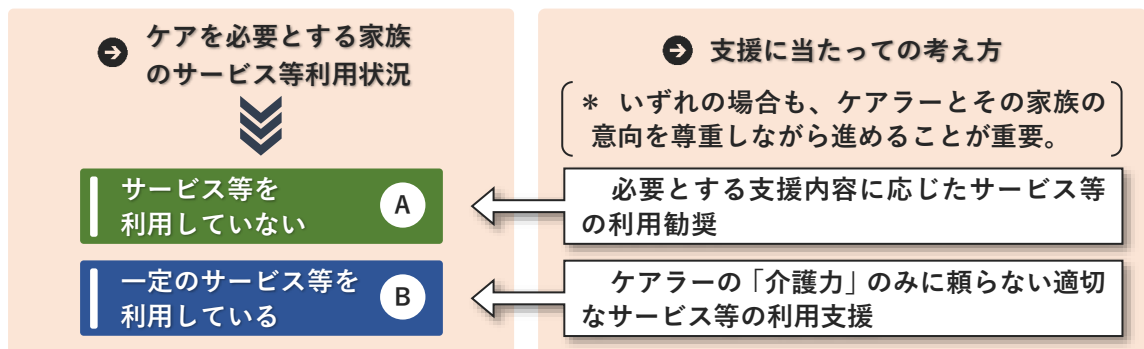 ケアを必要とする家族
のサービス等利用状況
サービス等を
利用していない
A
一定のサービス等を
利用している
B
支援に当たっての考え方
＊ いずれの場合も、ケアラーとその家族の
意向を尊重しながら進めることが重要。
必要とする支援内容に応じたサービス等
の利用勧奨
ケアラーの「介護力」のみに頼らない適切
なサービス等の利用支援